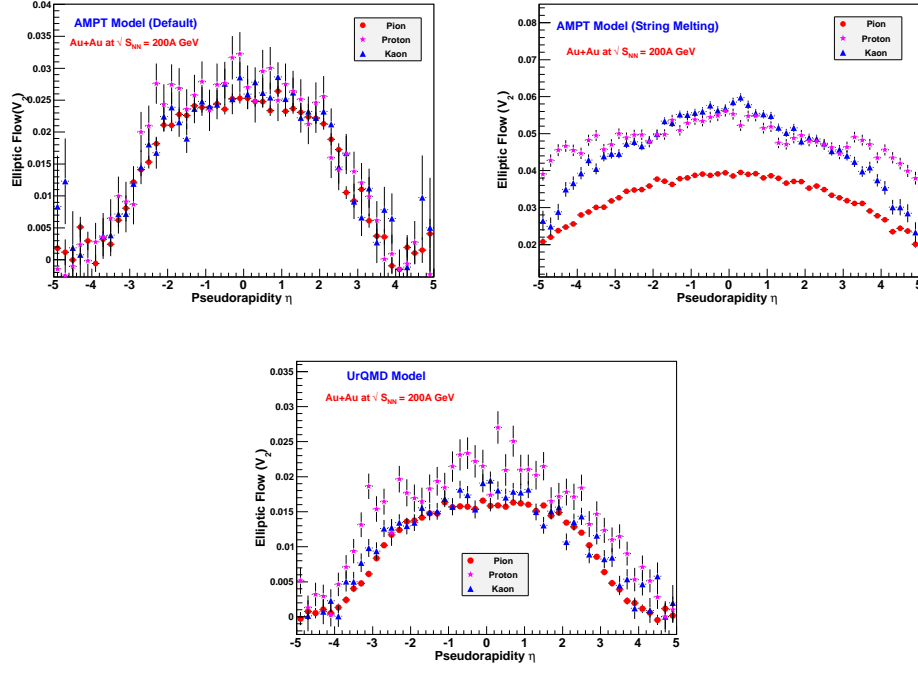 AMPT Model (Default)
Au+Au at √ S_NN = 200A GeV
Pion
Proton
Kaon
Elliptic Flow(V_2)
0.04
0.035
0.03
0.025
0.02
0.015
0.01
0.005
0
-5 -4 -3 -2 -1 0 1 2 3 4 5
Pseudorapidity η
AMPT Model (String Melting)
Au+Au at √ S_NN = 200A GeV
Pion
Proton
Kaon
Elliptic Flow (V_2)
0.08
0.07
0.06
0.05
0.04
0.03
0.02
-5 -4 -3 -2 -1 0 1 2 3 4 5
Pseudorapidity η
UrQMD Model
Au+Au at √ S_NN = 200A GeV
Elliptic Flow (V_2)
0.035
0.03
0.025
0.02
0.015
0.01
0.005
0
Pion
Proton
Kaon
-5 -4 -3 -2 -1 0 1 2 3 4 5
Pseudorapidity η